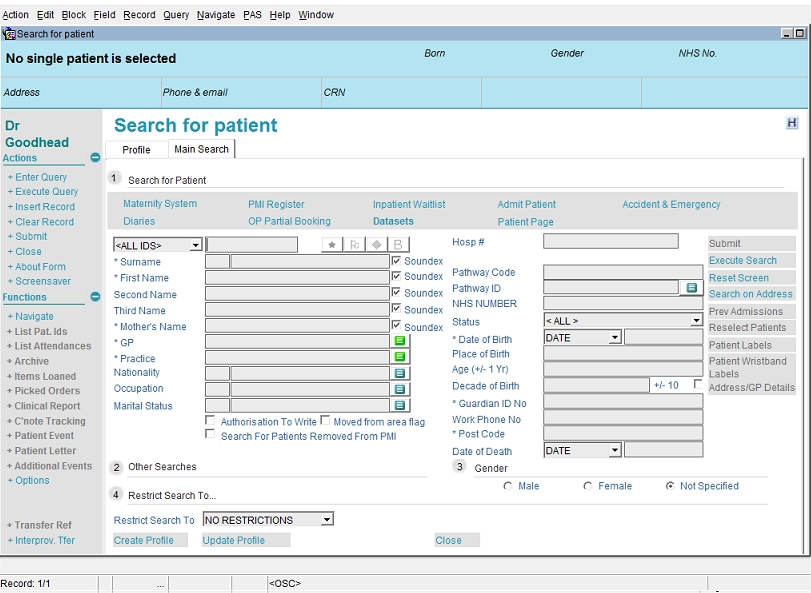 Action Edit Block Field Record Query Navigate PAS Help Window
Search for patient
No single patient is selected
Born
Gender
NHS No.
Address
Phone & email
CRN
Dr
Goodhead
Actions
+ Enter Query
+ Execute Query
+ Insert Record
+ Clear Record
+ Submit
+ Close
+ About Form
+ Screensaver
Functions
+ Navigate
+ List Pat. Ids
+ List Attendances
+ Archive
+ Items Loaned
+ Picked Orders
+ Clinical Report
+ C'note Tracking
+ Patient Event
+ Patient Letter
+ Additional Events
+ Options
+ Transfer Ref
+ Interprov. Tfer
Search for patient
H
Profile
Main Search
1 Search for Patient
Maternity System
PMI Register
Inpatient Waitlist
Admit Patient
Accident & Emergency
Diaries
OP Partial Booking
Datasets
Patient Page
<ALL IDS>
B
* Surname
Soundex
* First Name
Soundex
Second Name
Soundex
Third Name
Soundex
* Mother's Name
Soundex
* GP
* Practice
Nationality
Occupation
Marital Status
Authorisation To Write
Moved from area flag
Search For Patients Removed From PMI
Hosp #
Pathway Code
Pathway ID
NHS NUMBER
Status
< ALL >
* Date of Birth
DATE
Place of Birth
Age (+/- 1 Yr)
Decade of Birth
+/- 10
* Guardian ID No
Work Phone No
* Post Code
Date of Death
DATE
Submit
Execute Search
Reset Screen
Search on Address
Prev Admissions
Reselect Patients
Patient Labels
Patient Wristband
Labels
Address/GP Details
2 Other Searches
3 Gender
Male
Female
Not Specified
4 Restrict Search To...
Restrict Search To
NO RESTRICTIONS
Create Profile
Update Profile
Close
Record: 1/1
...
<OSC>